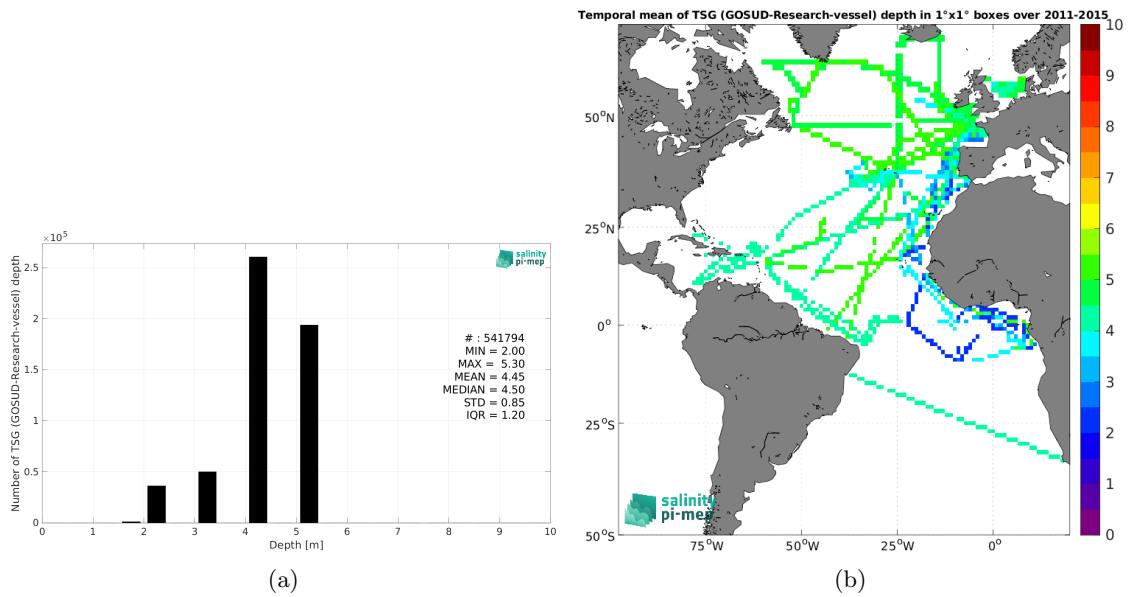 ×10⁵
2.5
2
1.5
1
0.5
0
0 1 2 3 4 5 6 7 8 9 10
Number of TSG (GOSUD-Research-vessel) depth
Depth [m]
salinity
pi-mep
# : 541794
MIN = 2.00
MAX = 5.30
MEAN = 4.45
MEDIAN = 4.50
STD = 0.85
IQR = 1.20
(a)
Temporal mean of TSG (GOSUD-Research-vessel) depth in 1°x1° boxes over 2011-2015
50°N
25°N
0°
25°S
50°S
75°W 50°W 25°W 0°
salinity
pi-mep
10
9
8
7
6
5
4
3
2
1
0
(b)